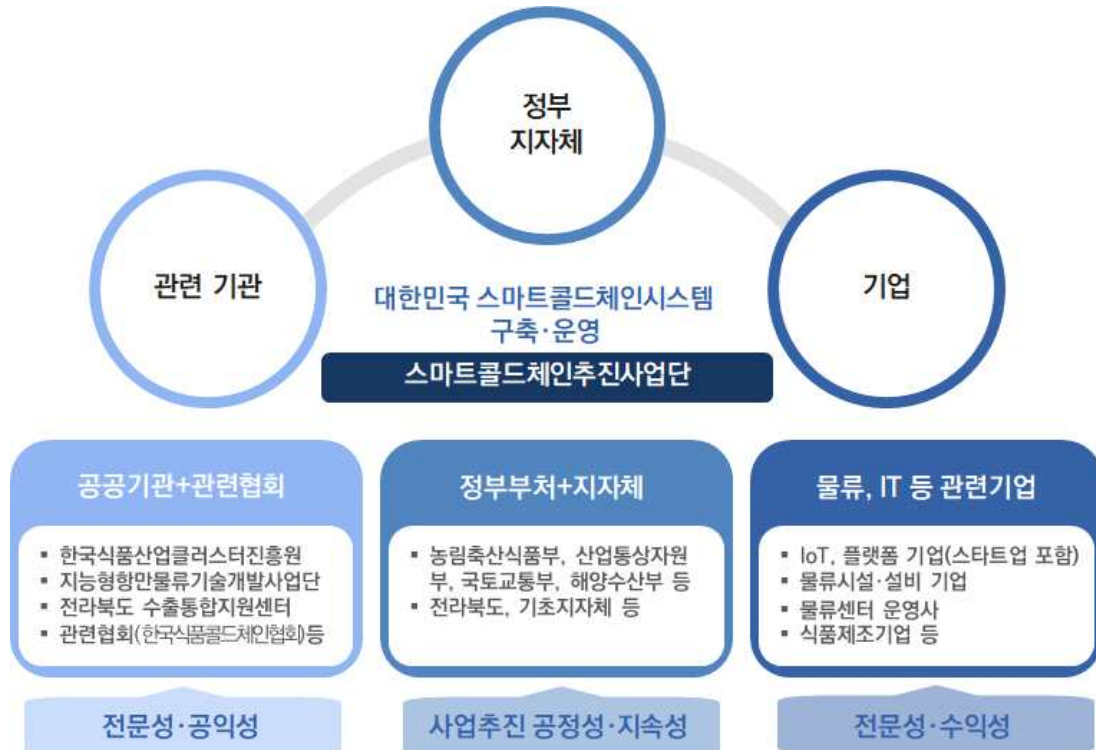 정부
지자체
관련 기관
기업
대한민국 스마트콜드체인시스템
구축·운영
스마트콜드체인추진사업단
공공기관+관련협회
▪ 한국식품산업클러스터진흥원
▪ 지능형항만물류기술개발사업단
▪ 전라북도 수출통합지원센터
▪ 관련협회(한국식품콜드체인협회)등
전문성·공익성
정부부처+지자체
▪ 농림축산식품부, 산업통상자원
부, 국토교통부, 해양수산부 등
▪ 전라북도, 기초지자체 등
사업추진 공정성·지속성
물류, IT 등 관련기업
▪ IoT, 플랫폼 기업(스타트업 포함)
▪ 물류시설·설비 기업
▪ 물류센터 운영사
▪ 식품제조기업 등
전문성·수익성